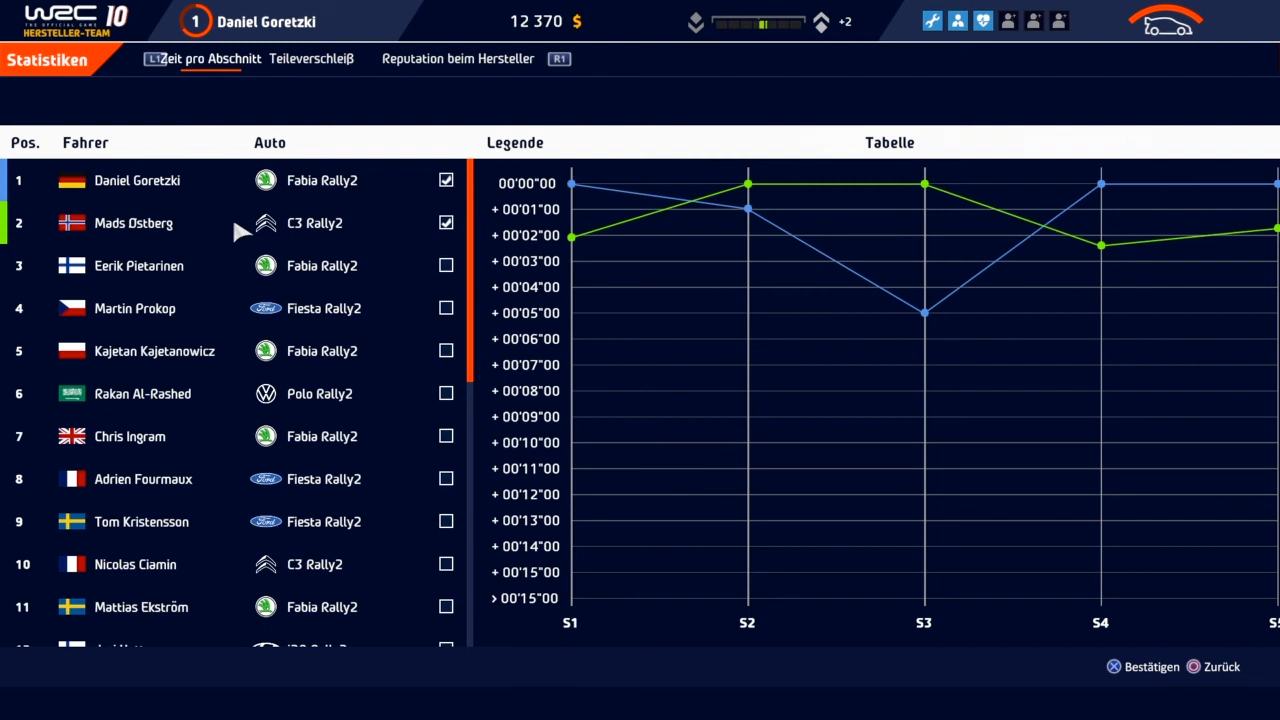 WRC 10
THE OFFICIAL GAME
HERSTELLER-TEAM
1 Daniel Goretzki
12 370 $
+2
Statistiken
L1 Zeit pro Abschnitt Teileverschleiß Reputation beim Hersteller R1
Pos. Fahrer Auto Legende Tabelle
1 Daniel Goretzki Fabia Rally2
2 Mads Østberg C3 Rally2
3 Eerik Pietarinen Fabia Rally2
4 Martin Prokop Ford Fiesta Rally2
5 Kajetan Kajetanowicz Fabia Rally2
6 Rakan Al-Rashed Polo Rally2
7 Chris Ingram Fabia Rally2
8 Adrien Fourmaux Ford Fiesta Rally2
9 Tom Kristensson Ford Fiesta Rally2
10 Nicolas Ciamin C3 Rally2
11 Mattias Ekström Fabia Rally2
00'00"00
+ 00'01"00
+ 00'02"00
+ 00'03"00
+ 00'04"00
+ 00'05"00
+ 00'06"00
+ 00'07"00
+ 00'08"00
+ 00'09"00
+ 00'10"00
+ 00'11"00
+ 00'12"00
+ 00'13"00
+ 00'14"00
+ 00'15"00
> 00'15"00
S1 S2 S3 S4 S5
Bestätigen Zurück